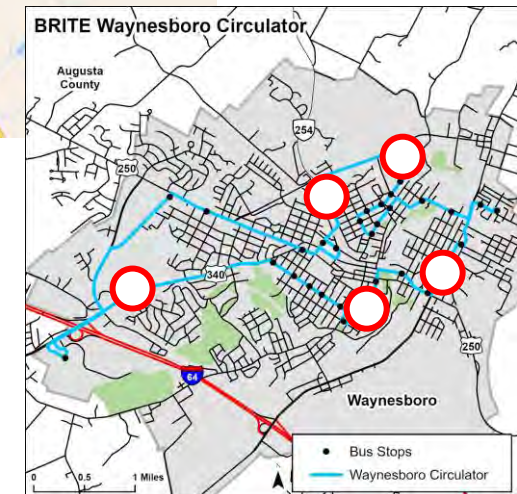 BRITE Waynesboro Circulator
Augusta
County
254
250
340
250
64
Waynesboro
Bus Stops
Waynesboro Circulator
0 0.5 1 Miles